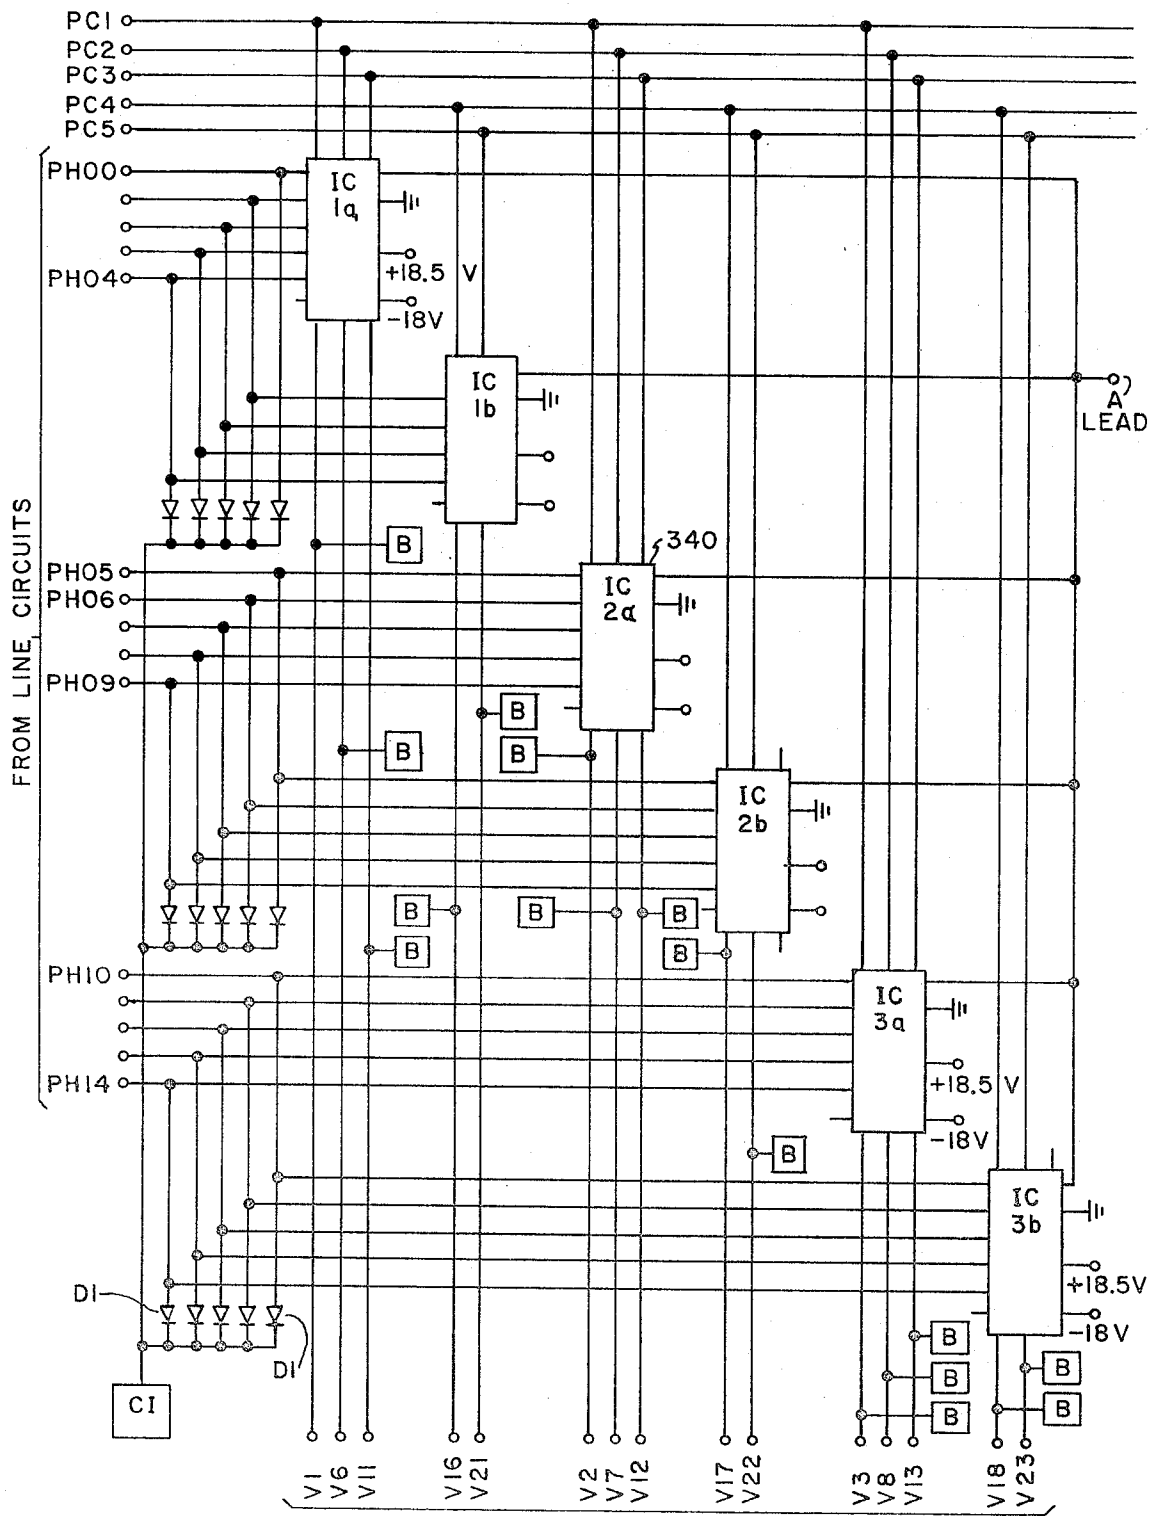 PC1
PC2
PC3
PC4
PC5
PH00
IC
1a
+18.5 V
PH04
-18V
IC
1b
A
LEAD
FROM LINE CIRCUITS
B
340
PH05
IC
2a
PH06
PH09
B
B
B
IC
2b
B
B
B
B
B
PH10
IC
3a
PH14
+18.5 V
-18V
B
IC
3b
D1
+18.5V
-18V
B
D1
B
B
CI
B
B
V1
V6
V11
V16
V21
V2
V7
V12
V17
V22
V3
V8
V13
V18
V23